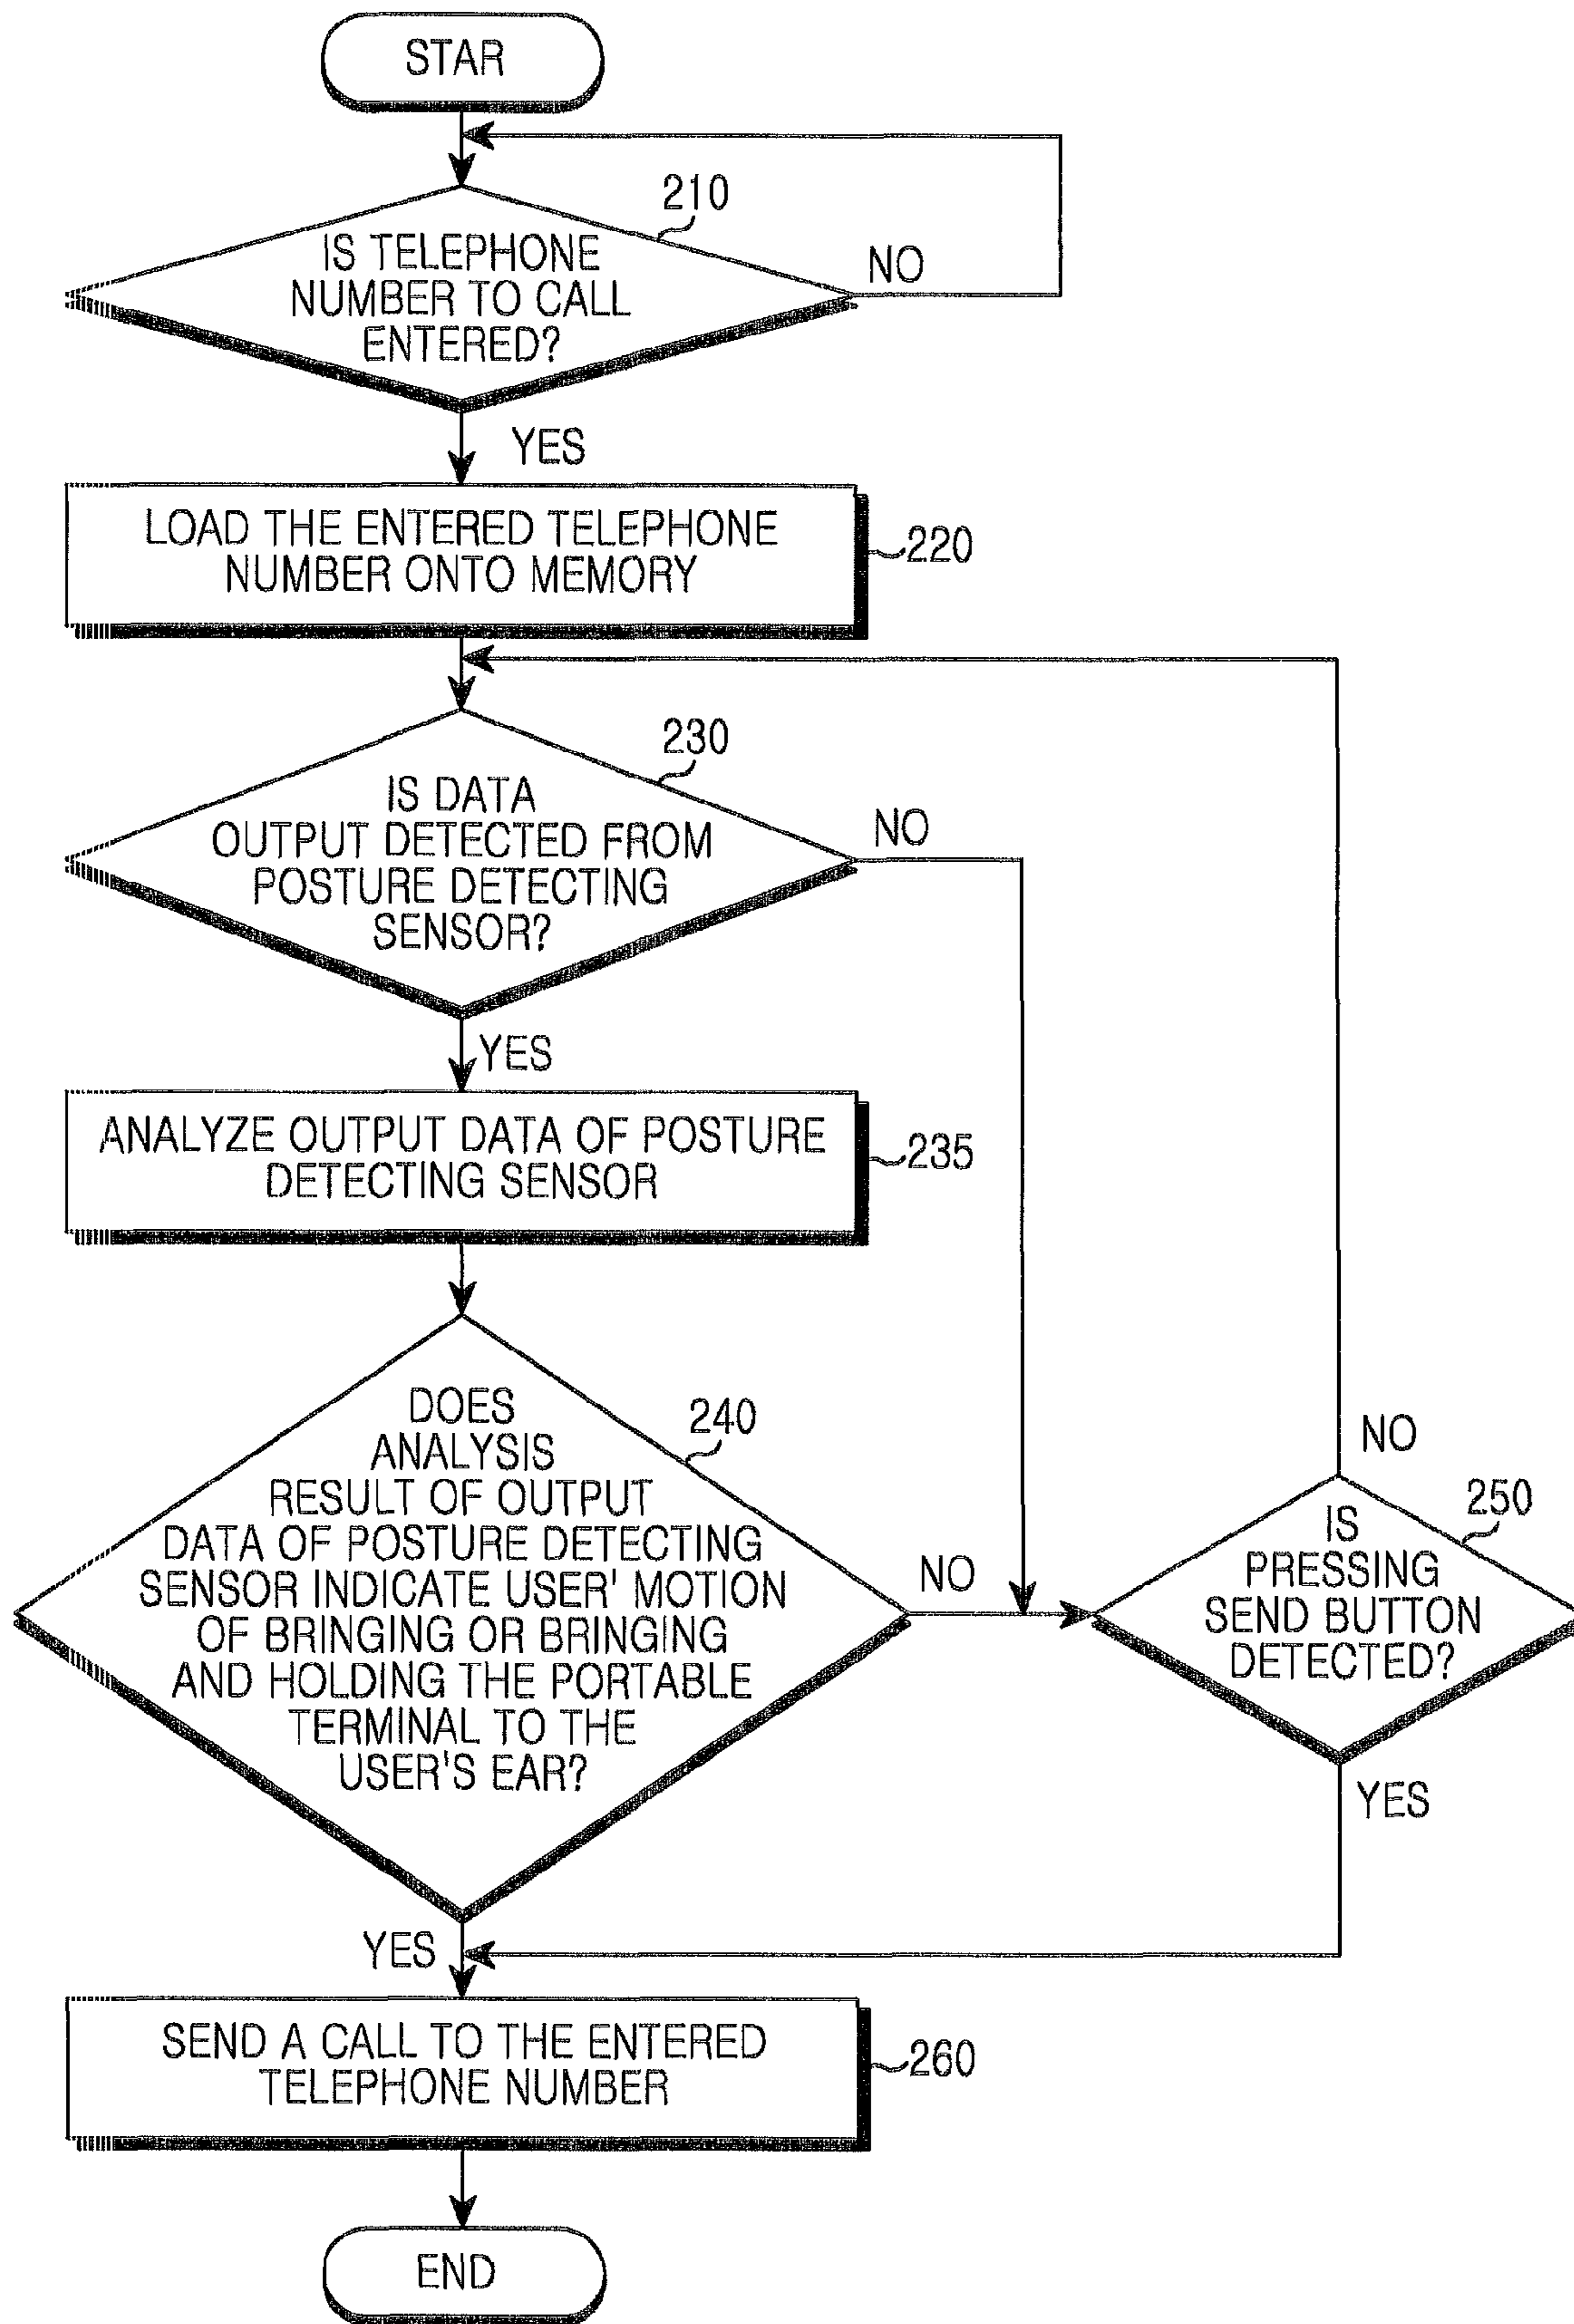 STAR
210
IS TELEPHONE
NUMBER TO CALL
ENTERED?
NO
YES
LOAD THE ENTERED TELEPHONE
NUMBER ONTO MEMORY
220
230
IS DATA
OUTPUT DETECTED FROM
POSTURE DETECTING
SENSOR?
NO
YES
ANALYZE OUTPUT DATA OF POSTURE
DETECTING SENSOR
235
DOES
ANALYSIS
RESULT OF OUTPUT
DATA OF POSTURE DETECTING
SENSOR INDICATE USER' MOTION
OF BRINGING OR BRINGING
AND HOLDING THE PORTABLE
TERMINAL TO THE
USER'S EAR?
240
NO
YES
NO
250
IS
PRESSING
SEND BUTTON
DETECTED?
YES
SEND A CALL TO THE ENTERED
TELEPHONE NUMBER
260
END